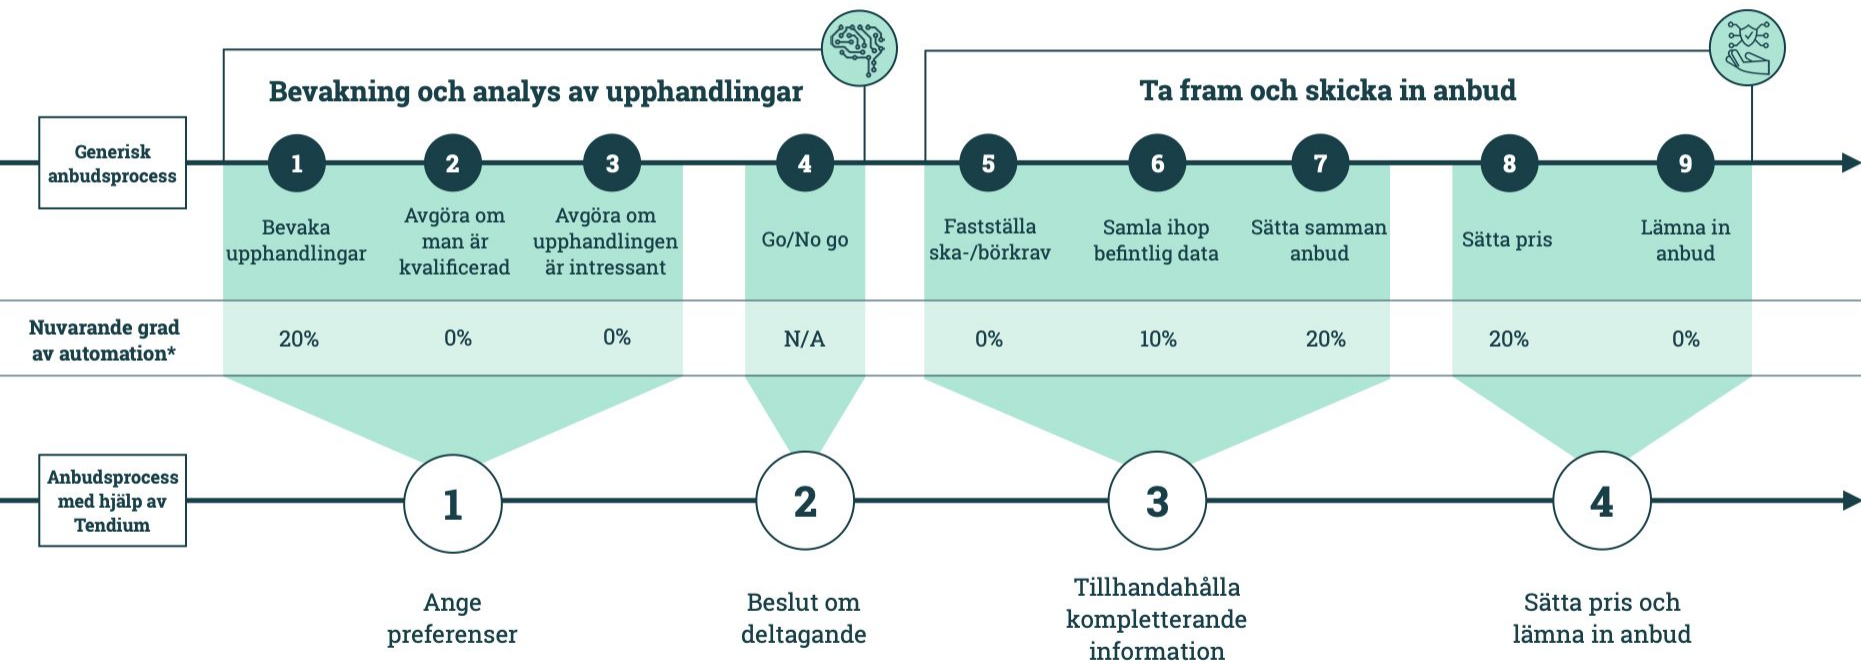 Bevakning och analys av upphandlingar
Ta fram och skicka in anbud
Generisk
anbudsprocess
1
2
3
4
5
6
7
8
9
Bevaka
upphandlingar
Avgöra om
man är
kvalificerad
Avgöra om
upphandlingen
är intressant
Go/No go
Fastställa
ska-/börkrav
Samla ihop
befintlig data
Sätta samman
anbud
Sätta pris
Lämna in
anbud
Nuvarande grad
av automation*
20%
0%
0%
N/A
0%
10%
20%
20%
0%
Anbudsprocess
med hjälp av
Tendium
1
2
3
4
Ange
preferenser
Beslut om
deltagande
Tillhandahålla
kompletterande
information
Sätta pris och
lämna in anbud